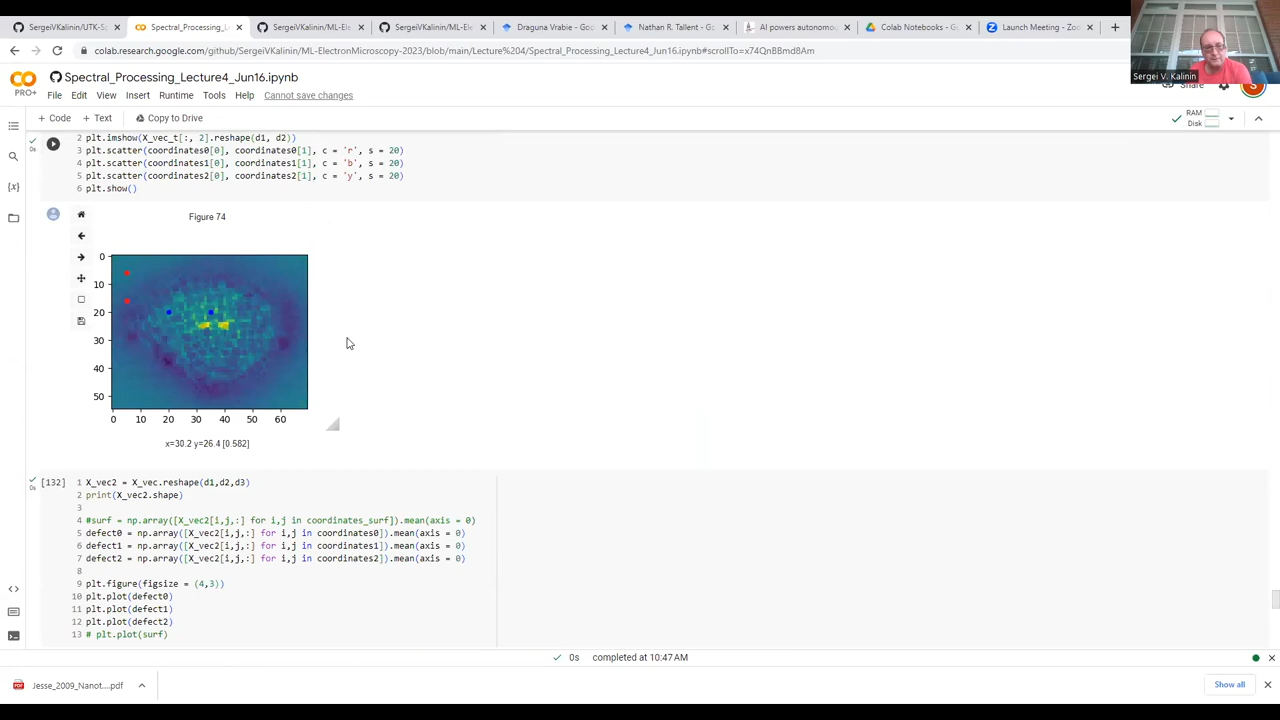 SergeiVKalinin/UTK-S
Spectral_Processing_L
SergeiVKalinin/ML-Ele
SergeiVKalinin/ML-Ele
Draguna Vrabie - Goo
Nathan R. Tallent - G
AI powers autonomou
Colab Notebooks - G
Launch Meeting - Zoo
colab.research.google.com/github/SergeiVKalinin/ML-ElectronMicroscopy-2023/blob/main/Lecture%204/Spectral_Processing_Lecture4_Jun16.ipynb#scrollTo=x74QnBBmd8Am
Sergei V. Kalinin
Spectral_Processing_Lecture4_Jun16.ipynb
PRO+
File Edit View Insert Runtime Tools Help Cannot save changes
Share
S
+ Code + Text Copy to Drive
RAM
Disk
{x}
0s
2 plt.imshow(X_vec_t[:, 2].reshape(d1, d2))
3 plt.scatter(coordinates0[0], coordinates0[1], c = 'r', s = 20)
4 plt.scatter(coordinates1[0], coordinates1[1], c = 'b', s = 20)
5 plt.scatter(coordinates2[0], coordinates2[1], c = 'y', s = 20)
6 plt.show()
Figure 74
0
10
20
30
40
50
0 10 20 30 40 50 60
x=30.2 y=26.4 [0.582]
0s
[132] 1 X_vec2 = X_vec.reshape(d1,d2,d3)
2 print(X_vec2.shape)
3
4 #surf = np.array([X_vec2[i,j,:] for i,j in coordinates_surf]).mean(axis = 0)
5 defect0 = np.array([X_vec2[i,j,:] for i,j in coordinates0]).mean(axis = 0)
6 defect1 = np.array([X_vec2[i,j,:] for i,j in coordinates1]).mean(axis = 0)
7 defect2 = np.array([X_vec2[i,j,:] for i,j in coordinates2]).mean(axis = 0)
8
9 plt.figure(figsize = (4,3))
10 plt.plot(defect0)
11 plt.plot(defect1)
12 plt.plot(defect2)
13 # plt.plot(surf)
0s completed at 10:47 AM
Jesse_2009_Nanot....pdf
Show all